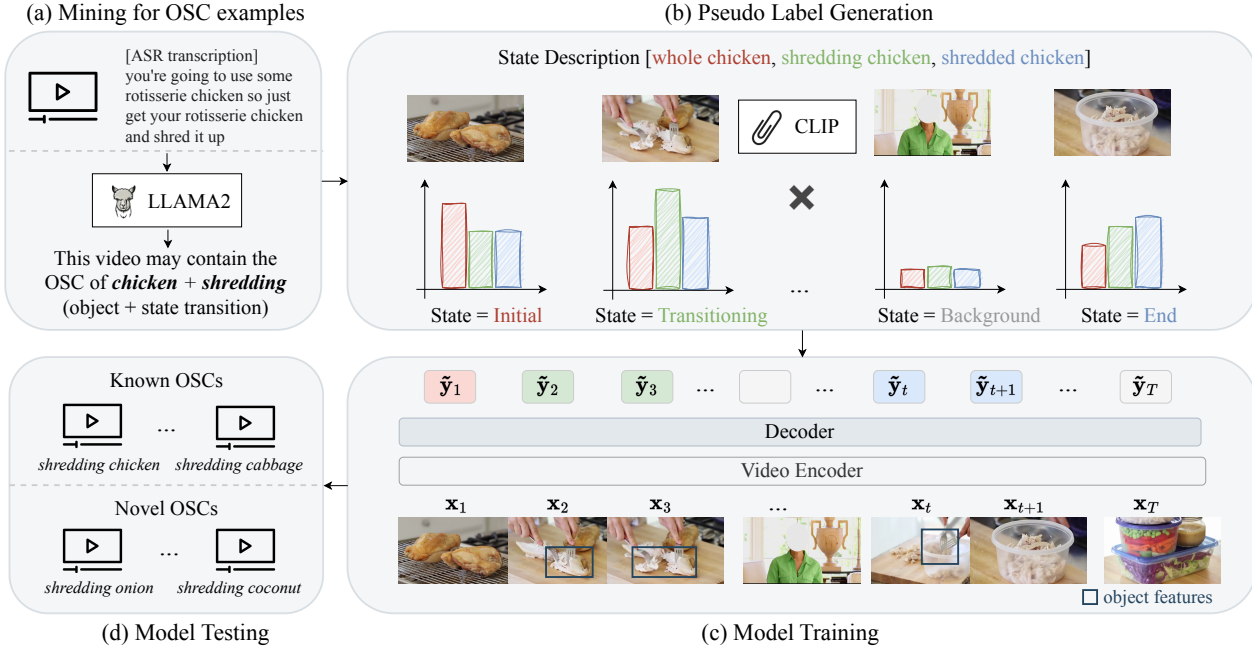 (a) Mining for OSC examples
[ASR transcription]
you're going to use some
rotisserie chicken so just
get your rotisserie chicken
and shred it up
LLAMA2
This video may contain the
OSC of chicken + shredding
(object + state transition)
(b) Pseudo Label Generation
State Description [whole chicken, shredding chicken, shredded chicken]
CLIP
...
State = Initial
State = Transitioning
State = Background
State = End
ỹ₁ ỹ₂ ỹ₃ ... ... ỹₜ ỹₜ₊₁ ... ỹ_T
Decoder
Video Encoder
x₁ x₂ x₃ ... xₜ xₜ₊₁ x_T
object features
(c) Model Training
Known OSCs
...
shredding chicken shredding cabbage
Novel OSCs
...
shredding onion shredding coconut
(d) Model Testing